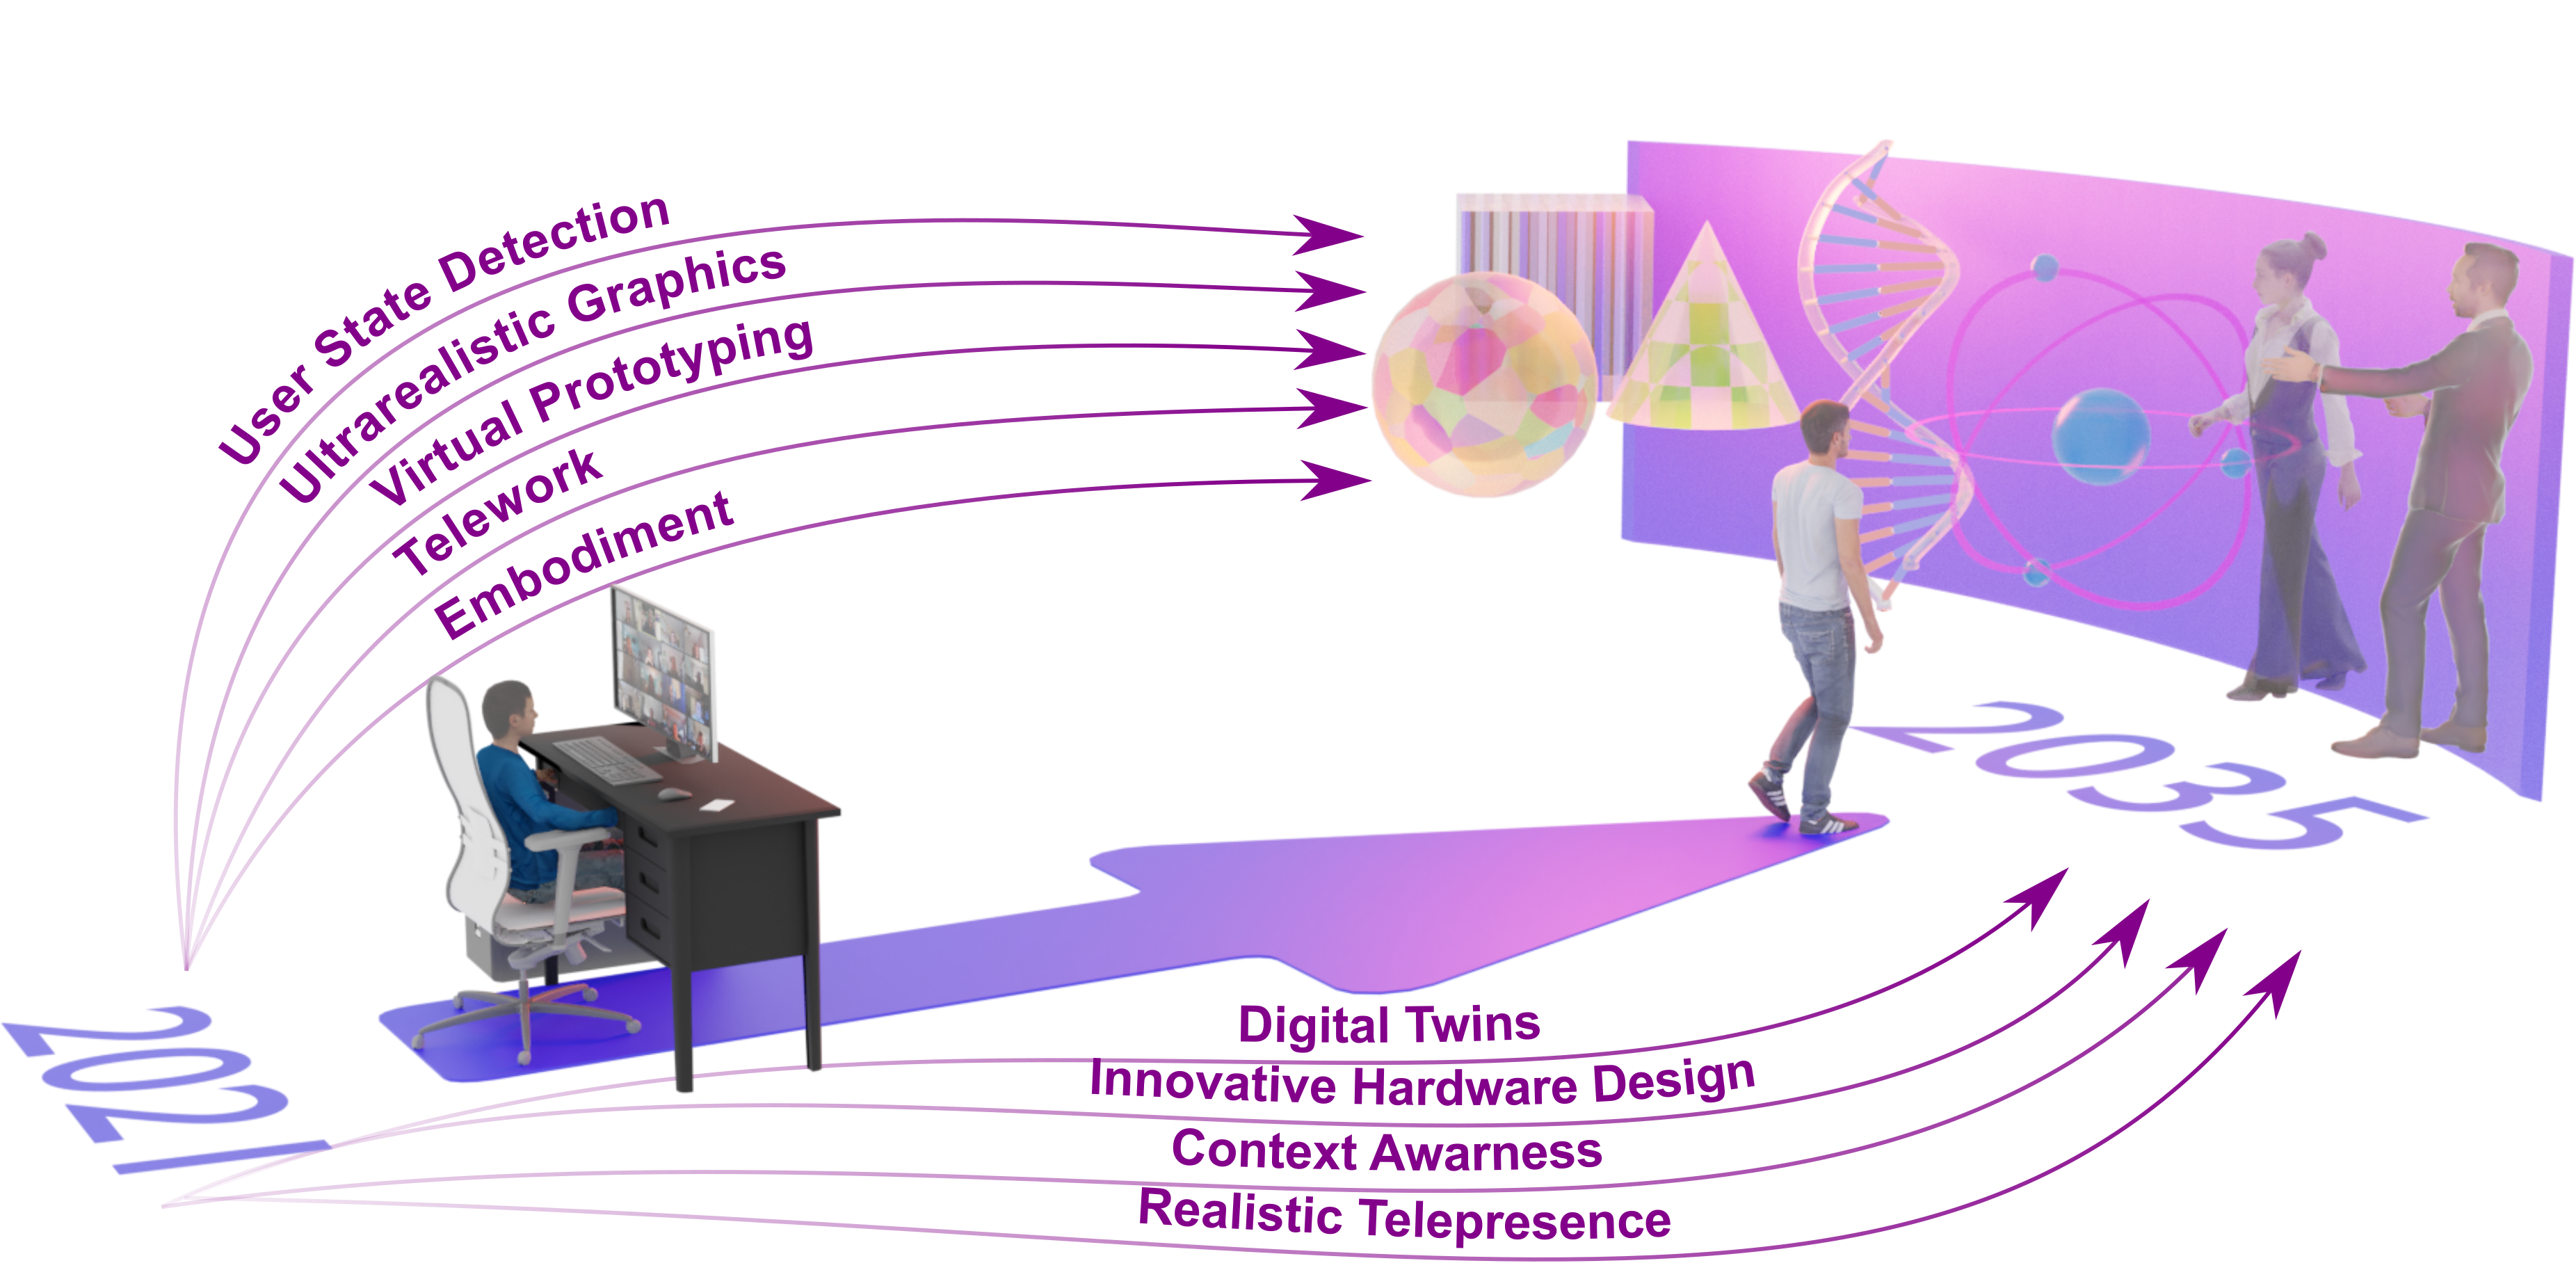 User State Detection
Ultrarealistic Graphics
Virtual Prototyping
Telework
Embodiment
2021
2035
Digital Twins
Innovative Hardware Design
Context Awarness
Realistic Telepresence